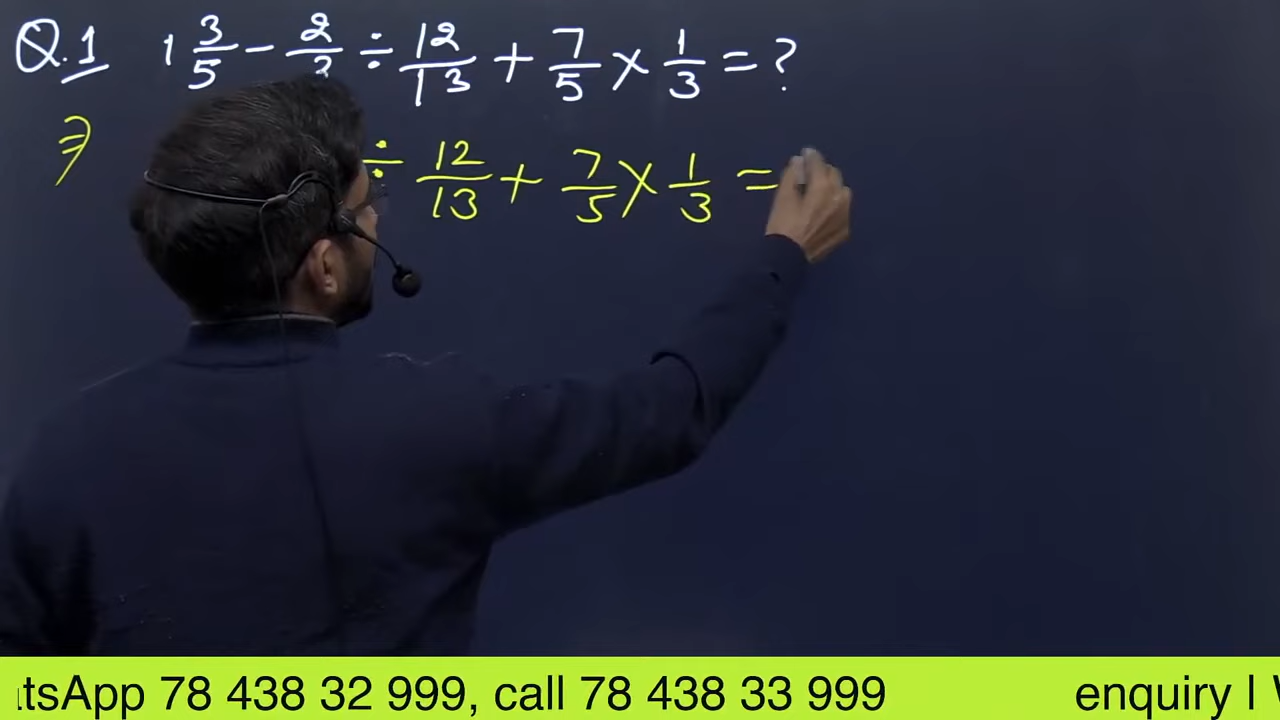 Q.1 1 3/5 - 2/3 ÷ 12/13 + 7/5 × 1/3 = ?
⇒ ÷ 12/13 + 7/5 × 1/3 =
tsApp 78 438 32 999, call 78 438 33 999 enquiry I